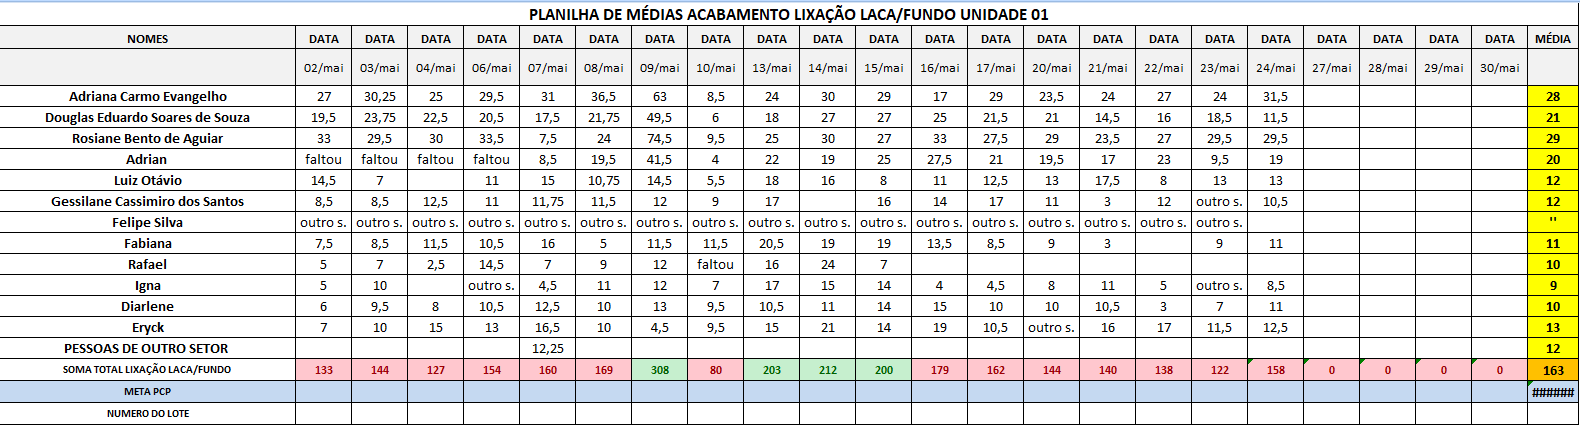 PLANILHA DE MÉDIAS ACABAMENTO LIXAÇÃO LACA/FUNDO UNIDADE 01
NOMES DATA DATA DATA DATA DATA DATA DATA DATA DATA DATA DATA DATA DATA DATA DATA DATA DATA DATA DATA DATA DATA DATA MÉDIA
02/mai 03/mai 04/mai 06/mai 07/mai 08/mai 09/mai 10/mai 13/mai 14/mai 15/mai 16/mai 17/mai 20/mai 21/mai 22/mai 23/mai 24/mai 27/mai 28/mai 29/mai 30/mai
Adriana Carmo Evangelho 27 30,25 25 29,5 31 36,5 63 8,5 24 30 29 17 29 23,5 24 27 24 31,5 28
Douglas Eduardo Soares de Souza 19,5 23,75 22,5 20,5 17,5 21,75 49,5 6 18 27 27 25 21,5 21 14,5 16 18,5 11,5 21
Rosiane Bento de Aguiar 33 29,5 30 33,5 7,5 24 74,5 9,5 25 30 27 33 27,5 29 23,5 27 29,5 29,5 29
Adrian faltou faltou faltou faltou 8,5 19,5 41,5 4 22 19 25 27,5 21 19,5 17 23 9,5 19 20
Luiz Otávio 14,5 7 11 15 10,75 14,5 5,5 18 16 8 11 12,5 13 17,5 8 13 13 12
Gessilane Cassimiro dos Santos 8,5 8,5 12,5 11 11,75 11,5 12 9 17 16 14 17 11 3 12 outro s. 10,5 12
Felipe Silva outro s. outro s. outro s. outro s. outro s. outro s. outro s. outro s. outro s. outro s. outro s. outro s. outro s. outro s. outro s. outro s. outro s. "
Fabiana 7,5 8,5 11,5 10,5 16 5 11,5 11,5 20,5 19 19 13,5 8,5 9 3 9 11 11
Rafael 5 7 2,5 14,5 7 9 12 faltou 16 24 7 10
Igna 5 10 outro s. 4,5 11 12 7 17 15 14 4 4,5 8 11 5 outro s. 8,5 9
Diarlene 6 9,5 8 10,5 12,5 10 13 9,5 10,5 11 14 15 10 10 10,5 3 7 11 10
Eryck 7 10 15 13 16,5 10 4,5 9,5 15 21 14 19 10,5 outro s. 16 17 11,5 12,5 13
PESSOAS DE OUTRO SETOR 12,25 12
SOMA TOTAL LIXAÇÃO LACA/FUNDO 133 144 127 154 160 169 308 80 203 212 200 179 162 144 140 138 122 158 0 0 0 0 163
META PCP ######
NUMERO DO LOTE